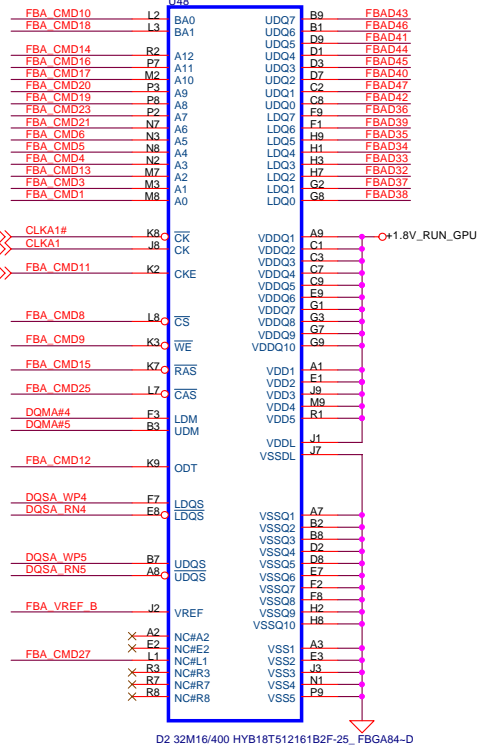 U48
FBA_CMD10 L2 BA0 UDQ7 B9 FBAD43
FBA_CMD18 L3 BA1 UDQ6 B1 FBAD46
UDQ5 D9 FBAD41
FBA_CMD14 R2 A12 UDQ4 D1 FBAD44
FBA_CMD16 P7 A11 UDQ3 D3 FBAD45
FBA_CMD17 M2 A10 UDQ2 D7 FBAD40
FBA_CMD20 P3 A9 UDQ1 C2 FBAD47
FBA_CMD19 P8 A8 UDQ0 C8 FBAD42
FBA_CMD23 P2 A7 LDQ7 F9 FBAD36
FBA_CMD21 N7 A6 LDQ6 F1 FBAD39
FBA_CMD6 N3 A5 LDQ5 H9 FBAD35
FBA_CMD5 N8 A4 LDQ4 H1 FBAD34
FBA_CMD4 N2 A3 LDQ3 H3 FBAD33
FBA_CMD13 M7 A2 LDQ2 H7 FBAD32
FBA_CMD3 M3 A1 LDQ1 G2 FBAD37
FBA_CMD1 M8 A0 LDQ0 G8 FBAD38
CLKA1# K8 CK VDDQ1 A9 +1.8V_RUN_GPU
CLKA1 J8 CK VDDQ2 C1
VDDQ3 C3
FBA_CMD11 K2 CKE VDDQ4 C7
VDDQ5 C9
VDDQ6 E9
VDDQ7 G1
FBA_CMD8 L8 CS VDDQ8 G3
VDDQ9 G7
FBA_CMD9 K3 WE VDDQ10 G9
FBA_CMD15 K7 RAS VDD1 A1
VDD2 E1
FBA_CMD25 L7 CAS VDD3 J9
VDD4 M9
DQMA#4 F3 LDM VDD5 R1
DQMA#5 B3 UDM
VDDL J1
VSSDL J7
FBA_CMD12 K9 ODT
DQSA_WP4 F7 LDQS
DQSA_RN4 E8 LDQS VSSQ1 A7
VSSQ2 B2
VSSQ3 B8
VSSQ4 D2
DQSA_WP5 B7 UDQS VSSQ5 D8
DQSA_RN5 A8 UDQS VSSQ6 E7
VSSQ7 F2
VSSQ8 F8
FBA_VREF_B J2 VREF VSSQ9 H2
VSSQ10 H8
A2 NC#A2
E2 NC#E2 VSS1 A3
FBA_CMD27 L1 NC#L1 VSS2 E3
R3 NC#R3 VSS3 J3
R7 NC#R7 VSS4 N1
R8 NC#R8 VSS5 P9
D2 32M16/400 HYB18T512161B2F-25_ FBGA84~D